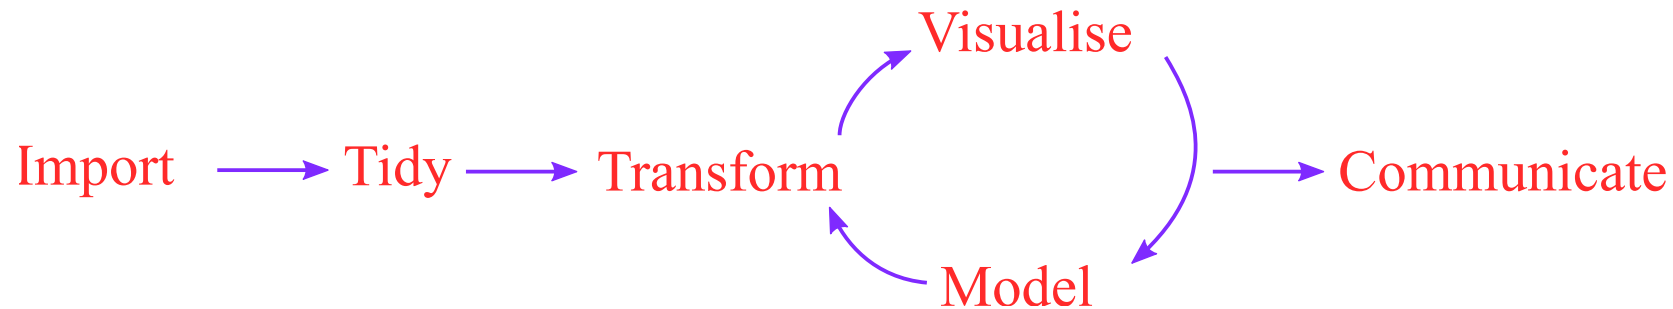 Import
Tidy
Transform
Visualise
Model
Communicate